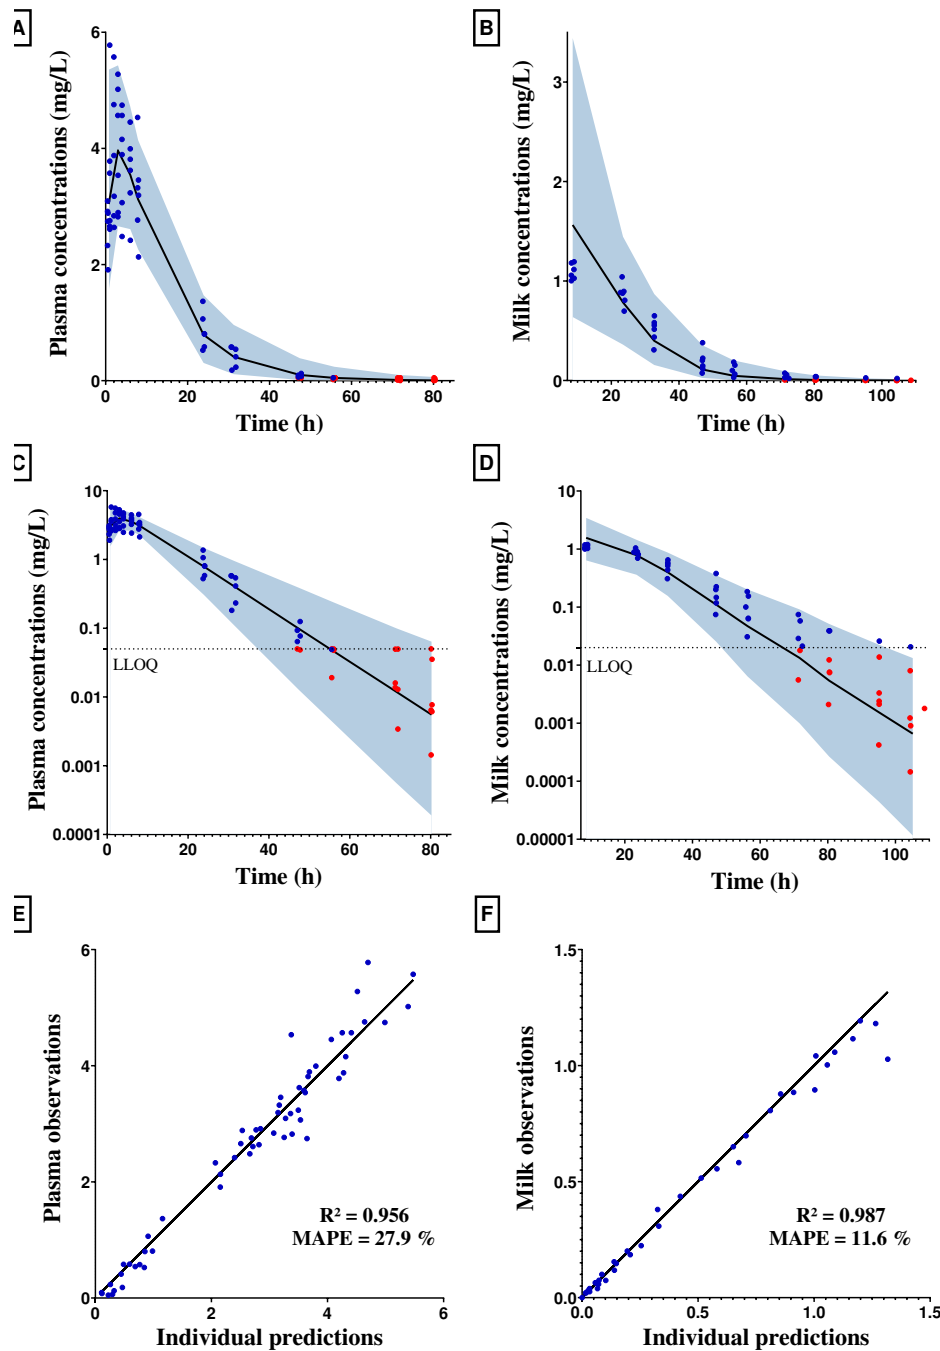 A
B
6
4
2
0
Plasma concentrations (mg/L)
0 20 40 60 80
Time (h)
3
2
1
0
Milk concentrations (mg/L)
20 40 60 80 100
Time (h)
C
D
10
1
0.1
0.01
0.001
0.0001
Plasma concentrations (mg/L)
LLOQ
0 20 40 60 80
Time (h)
10
1
0.1
0.01
0.001
0.0001
0.00001
Milk concentrations (mg/L)
LLOQ
20 40 60 80 100
Time (h)
E
F
6
4
2
0
Plasma observations
R² = 0.956
MAPE = 27.9 %
0 2 4 6
Individual predictions
1.5
1.0
0.5
0.0
Milk observations
R² = 0.987
MAPE = 11.6 %
0.0 0.5 1.0 1.5
Individual predictions